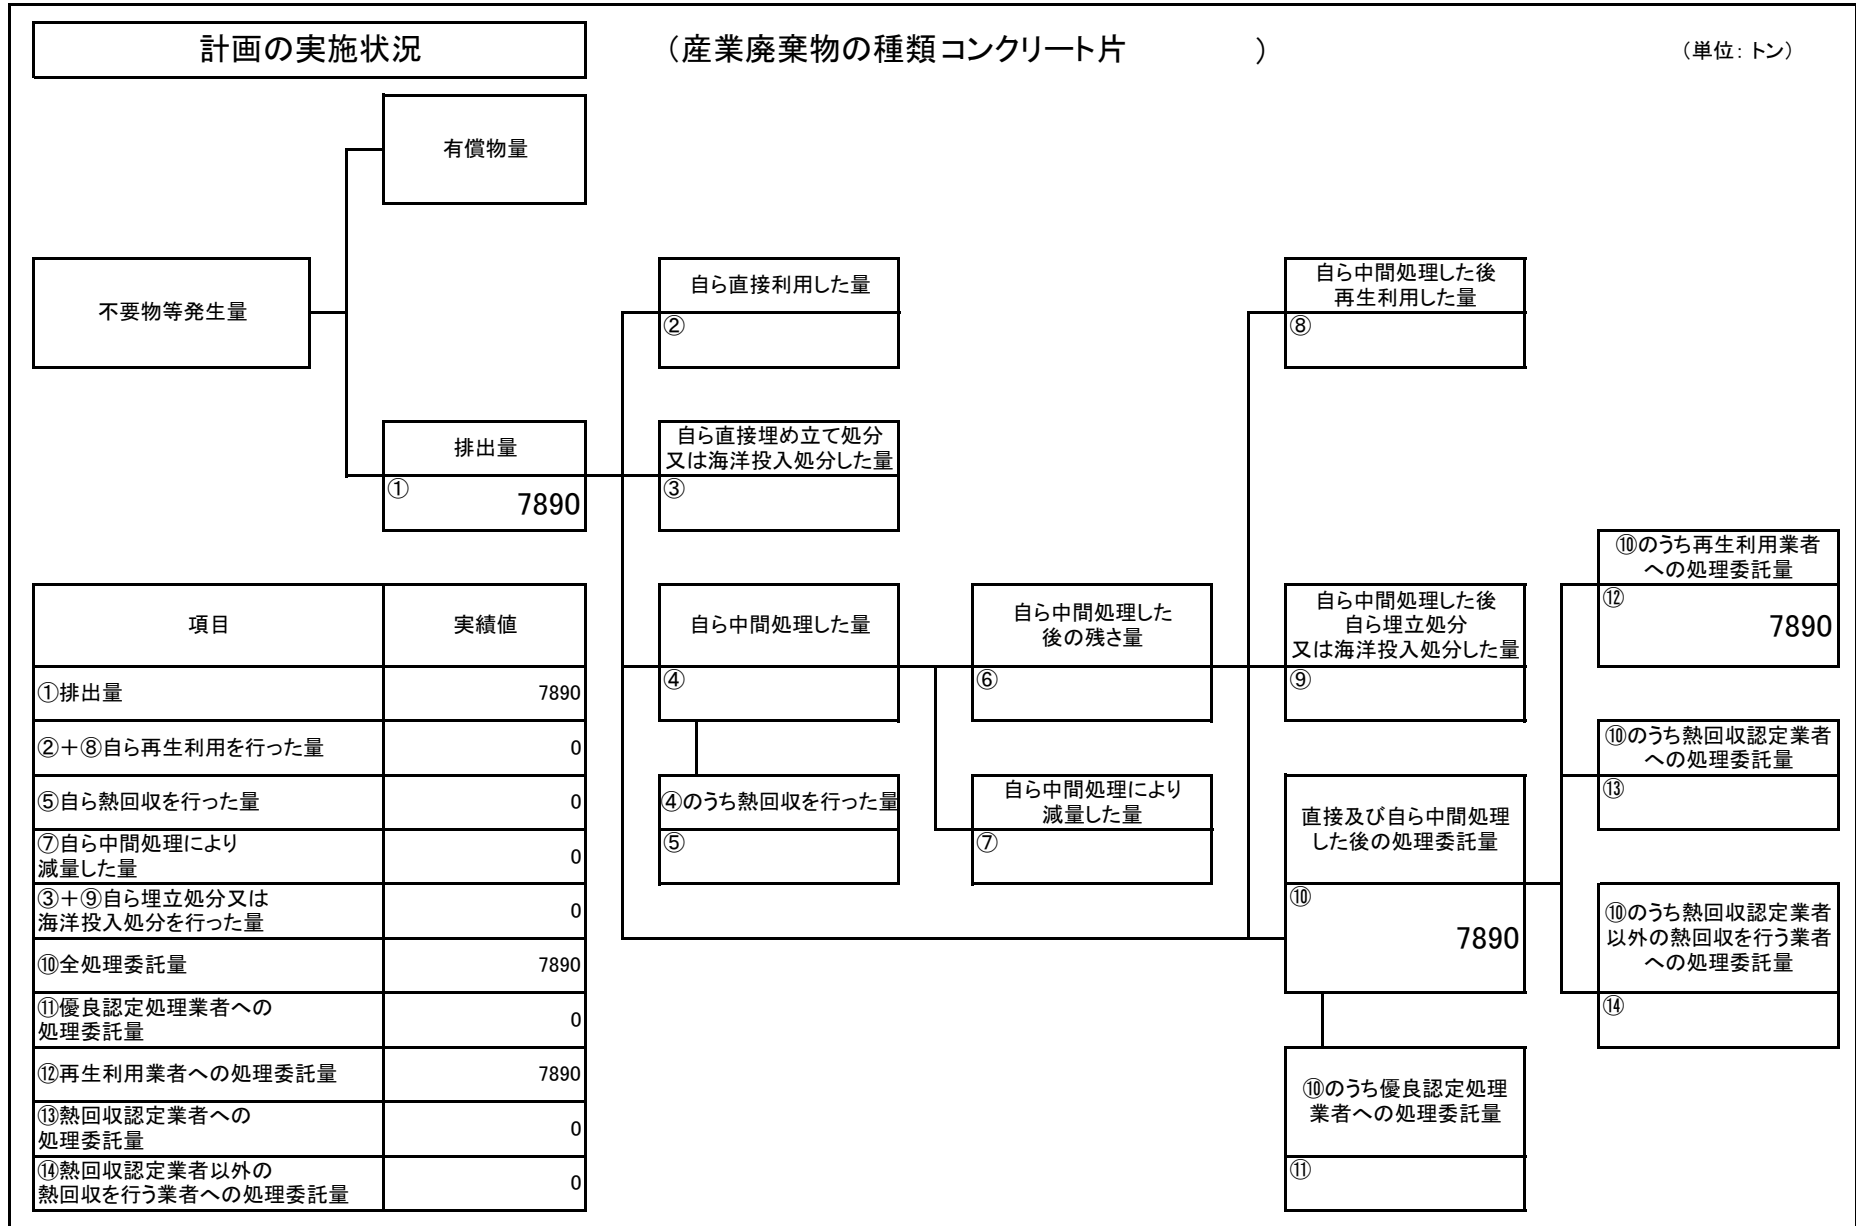 計画の実施状況
（産業廃棄物の種類コンクリート片　　　　　）
（単位：トン）
有償物量
不要物等発生量
自ら直接利用した量
②
自ら中間処理した後
再生利用した量
⑧
排出量
①
7890
自ら直接埋め立て処分
又は海洋投入処分した量
③
⑩のうち再生利用業者
への処理委託量
⑫
7890
自ら中間処理した量
④
自ら中間処理した
後の残さ量
⑥
自ら中間処理した後
自ら埋立処分
又は海洋投入処分した量
⑨
⑩のうち熱回収認定業者
への処理委託量
⑬
④のうち熱回収を行った量
⑤
自ら中間処理により
減量した量
⑦
直接及び自ら中間処理
した後の処理委託量
⑩
7890
⑩のうち熱回収認定業者
以外の熱回収を行う業者
への処理委託量
⑭
⑩のうち優良認定処理
業者への処理委託量
⑪
項目 実績値
①排出量 7890
②＋⑧自ら再生利用を行った量 0
⑤自ら熱回収を行った量 0
⑦自ら中間処理により
減量した量 0
③＋⑨自ら埋立処分又は
海洋投入処分を行った量 0
⑩全処理委託量 7890
⑪優良認定処理業者への
処理委託量 0
⑫再生利用業者への処理委託量 7890
⑬熱回収認定業者への
処理委託量 0
⑭熱回収認定業者以外の
熱回収を行う業者への処理委託量 0